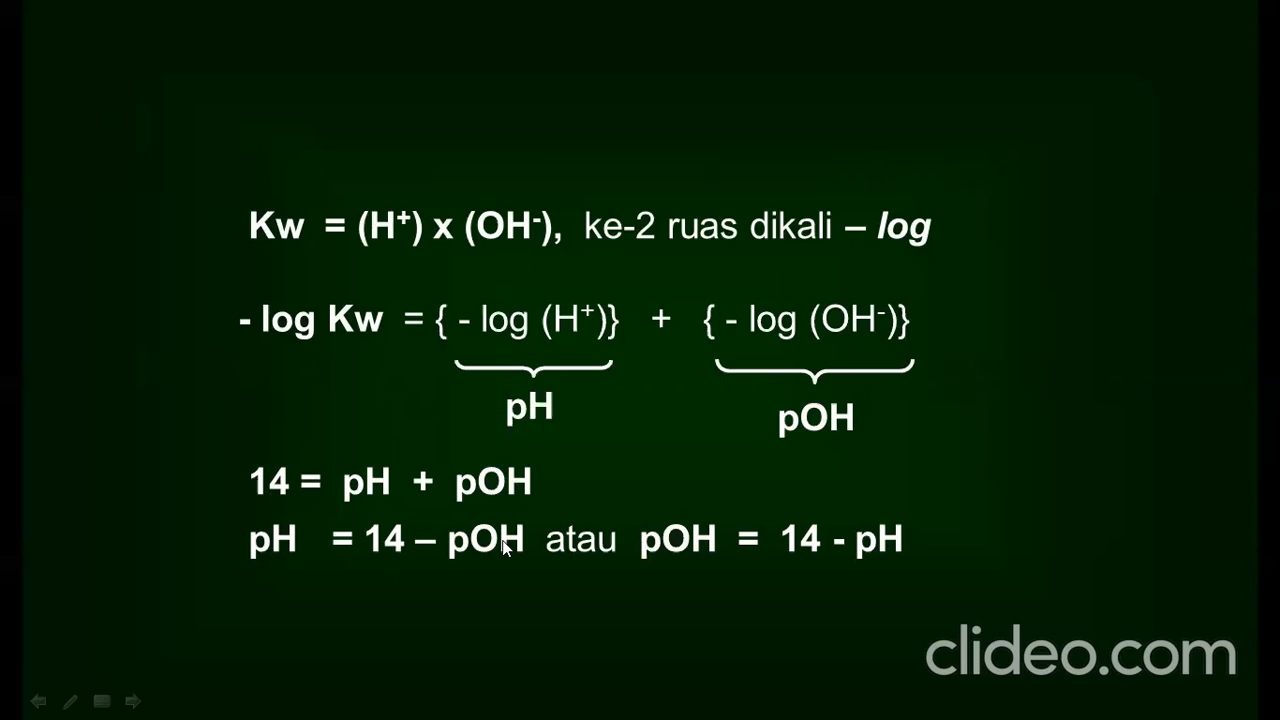 Kw = (H⁺) x (OH⁻), ke-2 ruas dikali – log
- log Kw = { - log (H⁺)} + { - log (OH⁻)}
pH pOH
14 = pH + pOH
pH = 14 – pOH atau pOH = 14 - pH
clideo.com